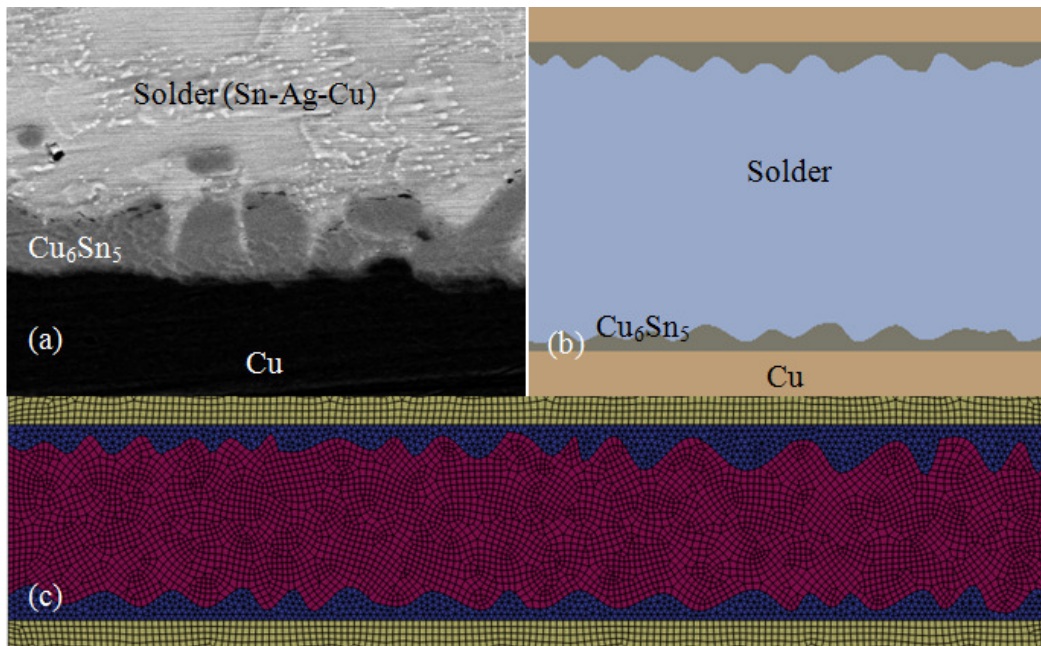 Solder (Sn-Ag-Cu)
Cu₆Sn₅
(a)
Cu
Solder
Cu₆Sn₅
(b)
Cu
(c)